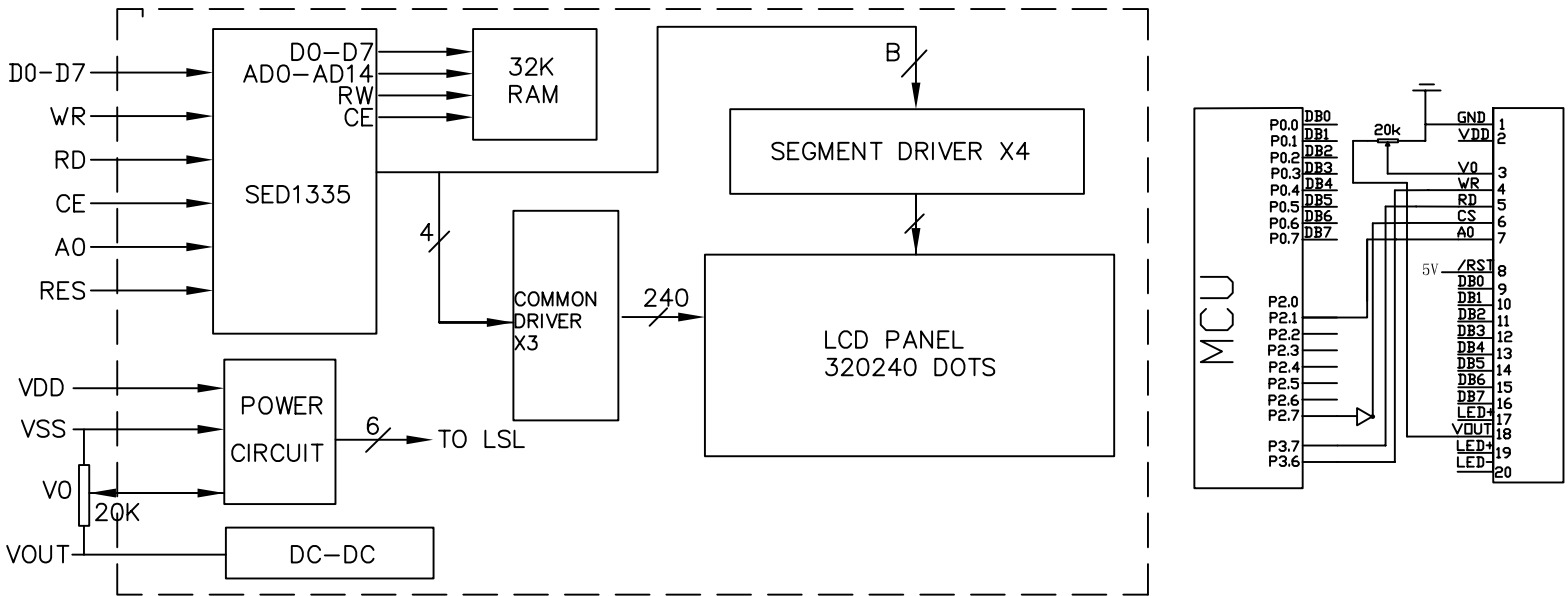 D0-D7
WR
RD
CE
A0
RES
VDD
VSS
V0
20K
VOUT
SED1335
D0-D7
AD0-AD14
RW
CE
32K
RAM
4
B
SEGMENT DRIVER X4
COMMON
DRIVER
X3
240
LCD PANEL
320240 DOTS
POWER
CIRCUIT
6
TO LSL
DC-DC
MCU
P0.0 DB0
P0.1 DB1
P0.2 DB2
P0.3 DB3
P0.4 DB4
P0.5 DB5
P0.6 DB6
P0.7 DB7
P2.0
P2.1
P2.2
P2.3
P2.4
P2.5
P2.6
P2.7
P3.7
P3.6
20k
5V
GND 1
VDD 2
V0 3
WR 4
RD 5
CS 6
A0 7
/RST 8
DB0 9
DB1 10
DB2 11
DB3 12
DB4 13
DB5 14
DB6 15
DB7 16
LED+ 17
VOUT 18
LED+ 19
LED- 20